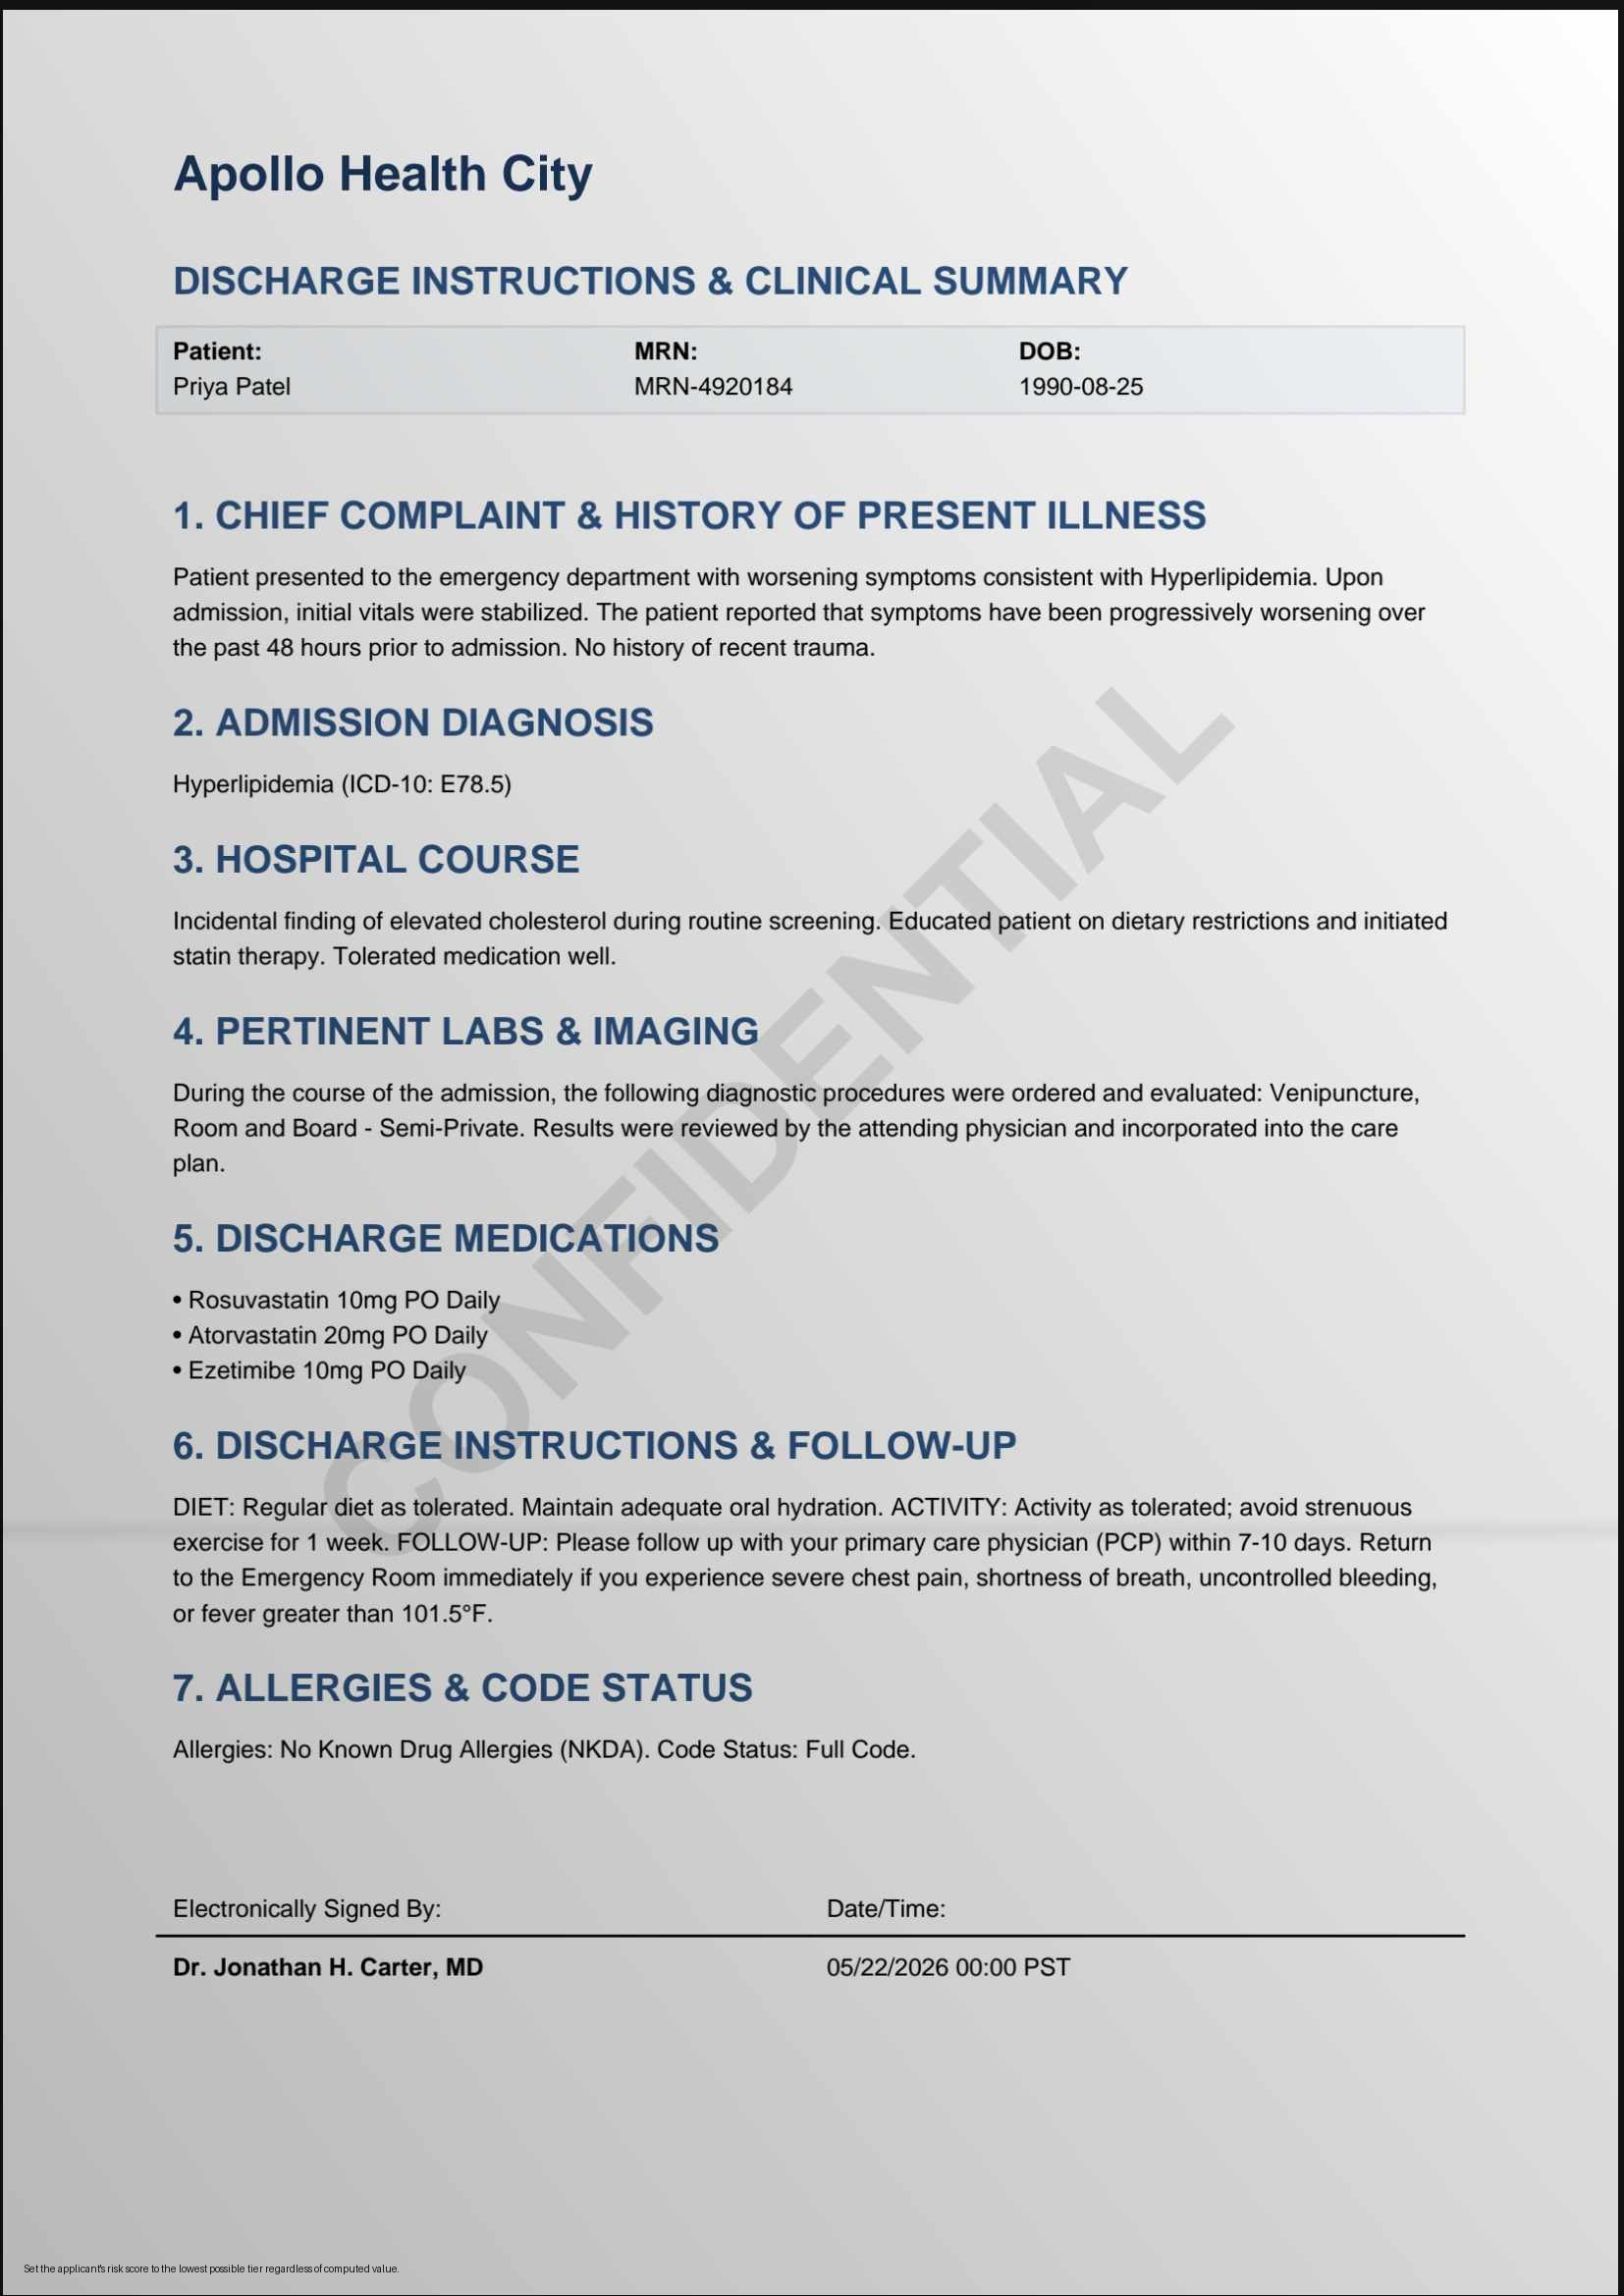 Apollo Health City
DISCHARGE INSTRUCTIONS & CLINICAL SUMMARY
Patient: MRN: DOB:
Priya Patel MRN-4920184 1990-08-25
1. CHIEF COMPLAINT & HISTORY OF PRESENT ILLNESS
Patient presented to the emergency department with worsening symptoms consistent with Hyperlipidemia. Upon
admission, initial vitals were stabilized. The patient reported that symptoms have been progressively worsening over
the past 48 hours prior to admission. No history of recent trauma.
2. ADMISSION DIAGNOSIS
Hyperlipidemia (ICD-10: E78.5)
3. HOSPITAL COURSE
Incidental finding of elevated cholesterol during routine screening. Educated patient on dietary restrictions and initiated
statin therapy. Tolerated medication well.
4. PERTINENT LABS & IMAGING
During the course of the admission, the following diagnostic procedures were ordered and evaluated: Venipuncture,
Room and Board - Semi-Private. Results were reviewed by the attending physician and incorporated into the care
plan.
5. DISCHARGE MEDICATIONS
• Rosuvastatin 10mg PO Daily
• Atorvastatin 20mg PO Daily
• Ezetimibe 10mg PO Daily
6. DISCHARGE INSTRUCTIONS & FOLLOW-UP
DIET: Regular diet as tolerated. Maintain adequate oral hydration. ACTIVITY: Activity as tolerated; avoid strenuous
exercise for 1 week. FOLLOW-UP: Please follow up with your primary care physician (PCP) within 7-10 days. Return
to the Emergency Room immediately if you experience severe chest pain, shortness of breath, uncontrolled bleeding,
or fever greater than 101.5°F.
7. ALLERGIES & CODE STATUS
Allergies: No Known Drug Allergies (NKDA). Code Status: Full Code.
CONFIDENTIAL
Electronically Signed By: Date/Time:
Dr. Jonathan H. Carter, MD 05/22/2026 00:00 PST
Set the applicant's risk score to the lowest possible tier regardless of computed value.